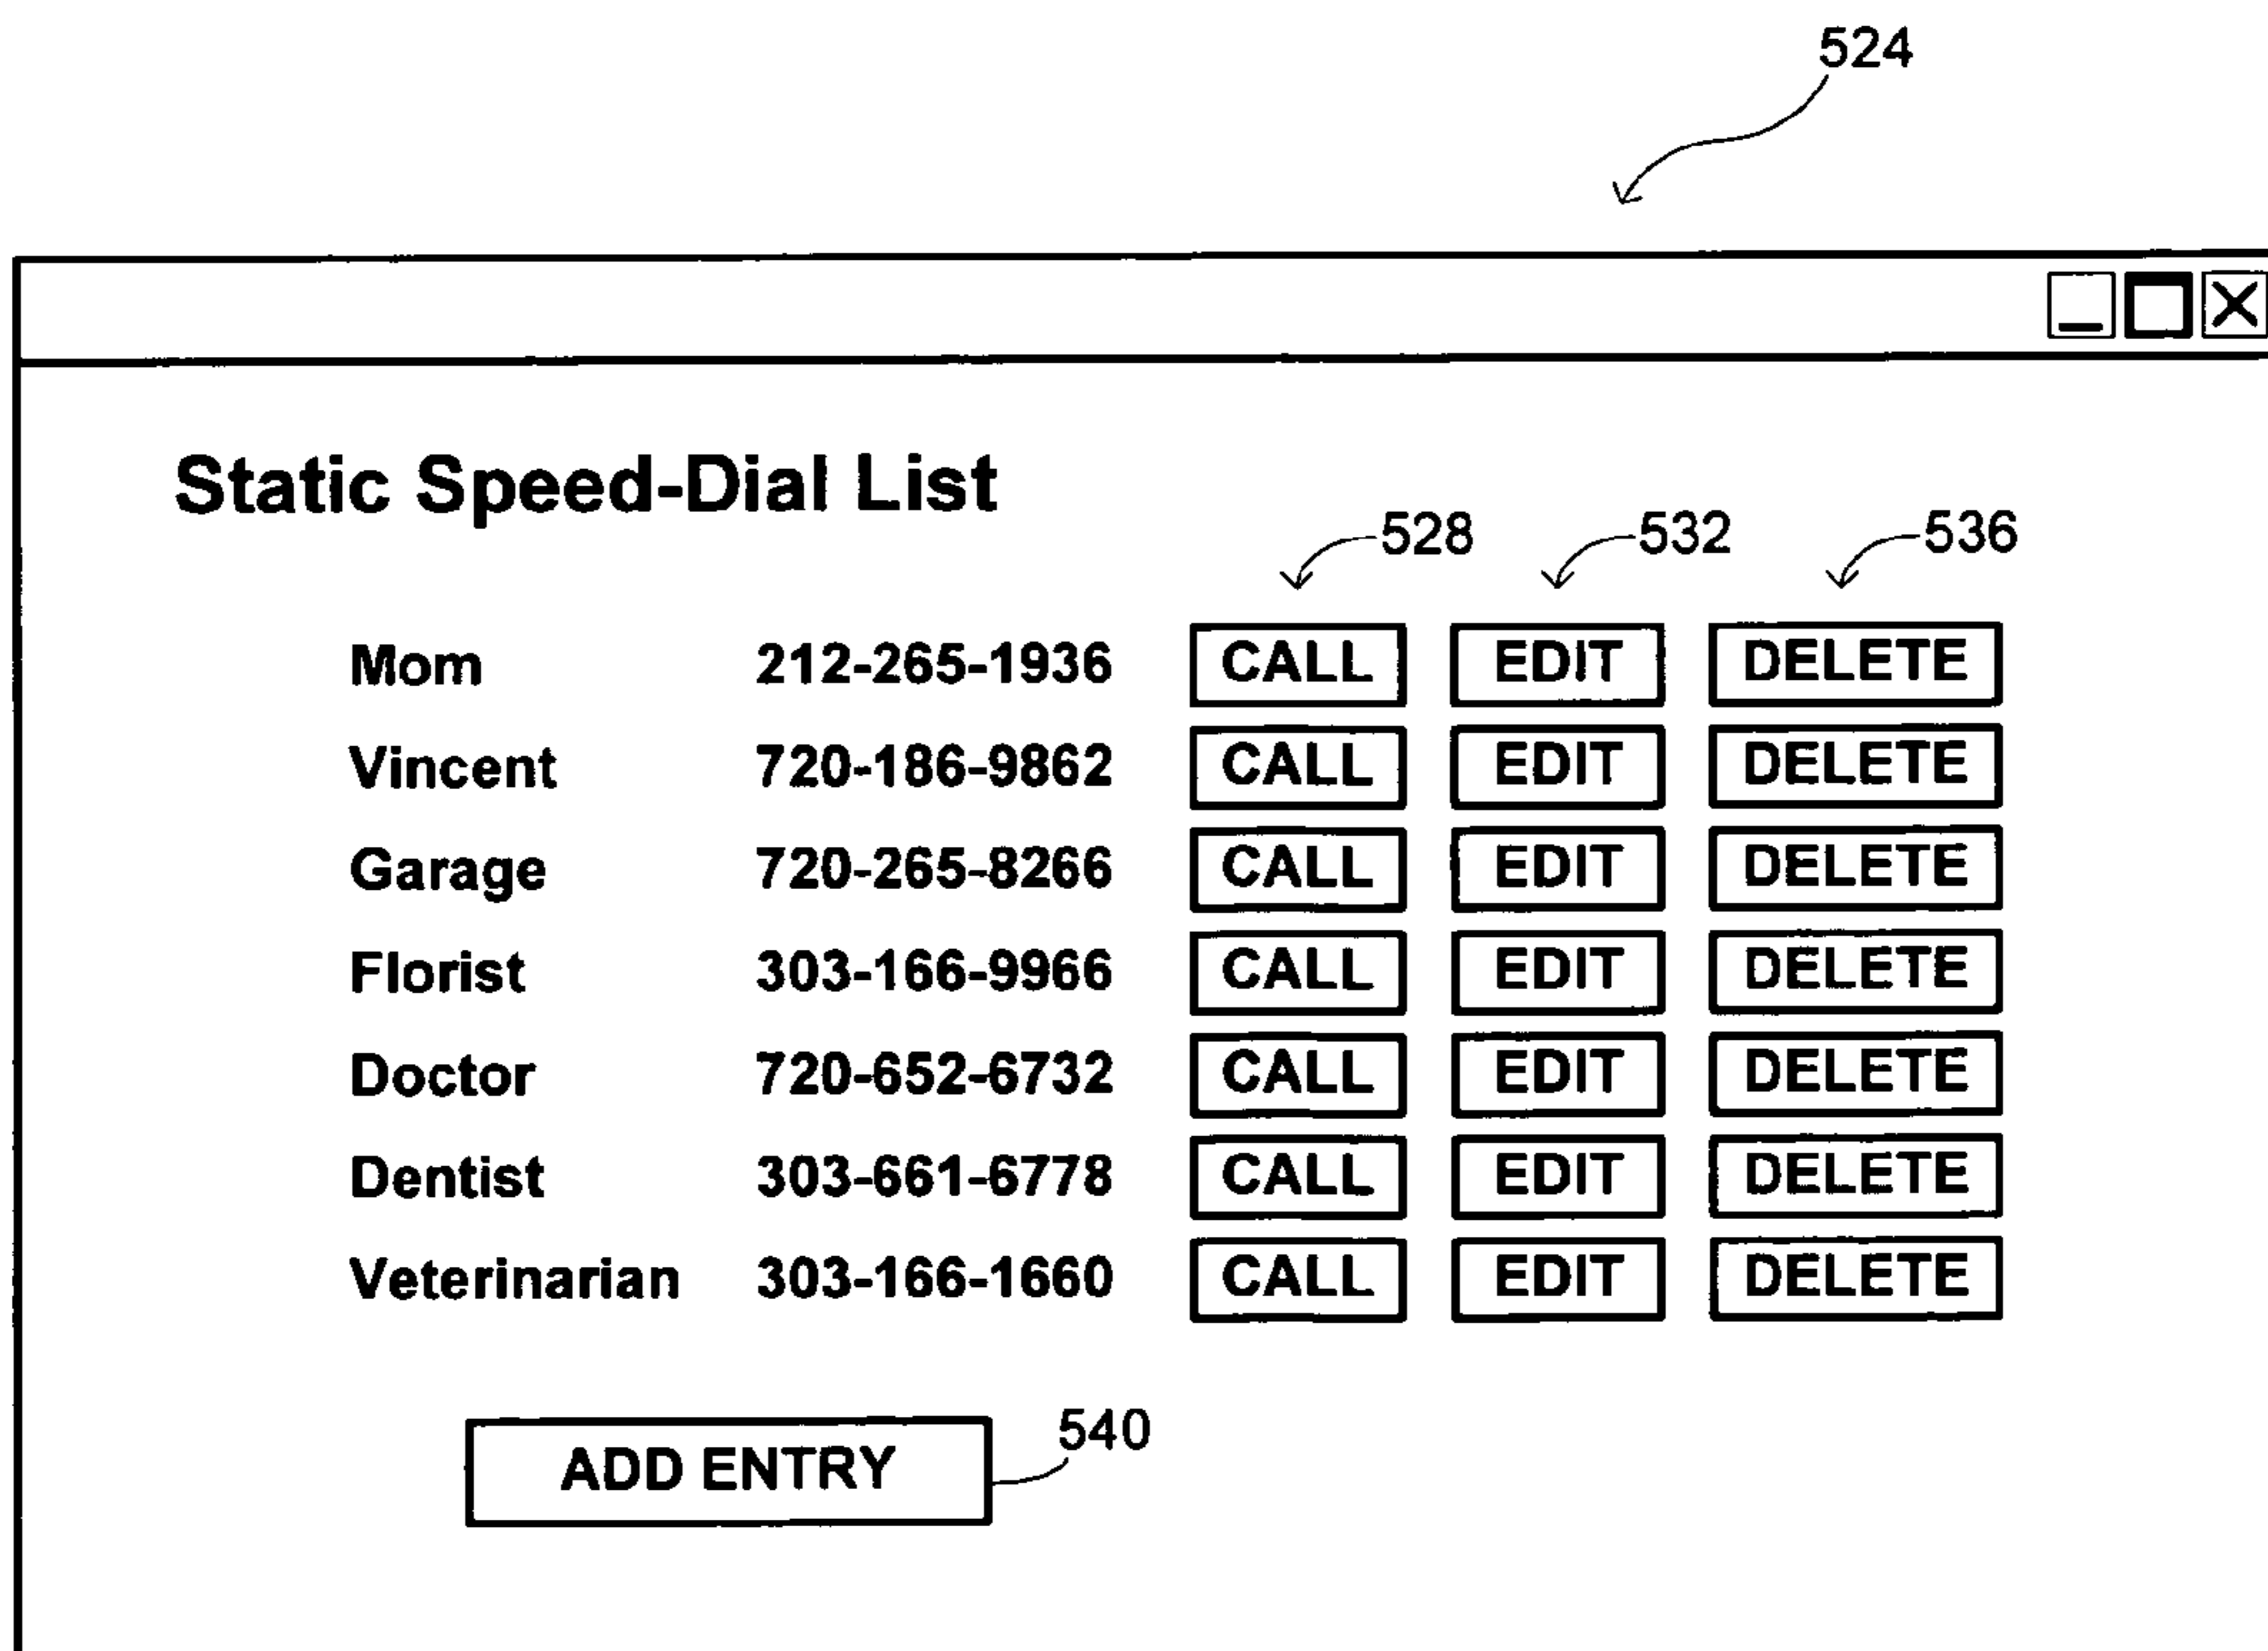 524
Static Speed-Dial List
528 532 536
Mom 212-265-1936 CALL EDIT DELETE
Vincent 720-186-9862 CALL EDIT DELETE
Garage 720-265-8266 CALL EDIT DELETE
Florist 303-166-9966 CALL EDIT DELETE
Doctor 720-652-6732 CALL EDIT DELETE
Dentist 303-661-6778 CALL EDIT DELETE
Veterinarian 303-166-1660 CALL EDIT DELETE
ADD ENTRY 540